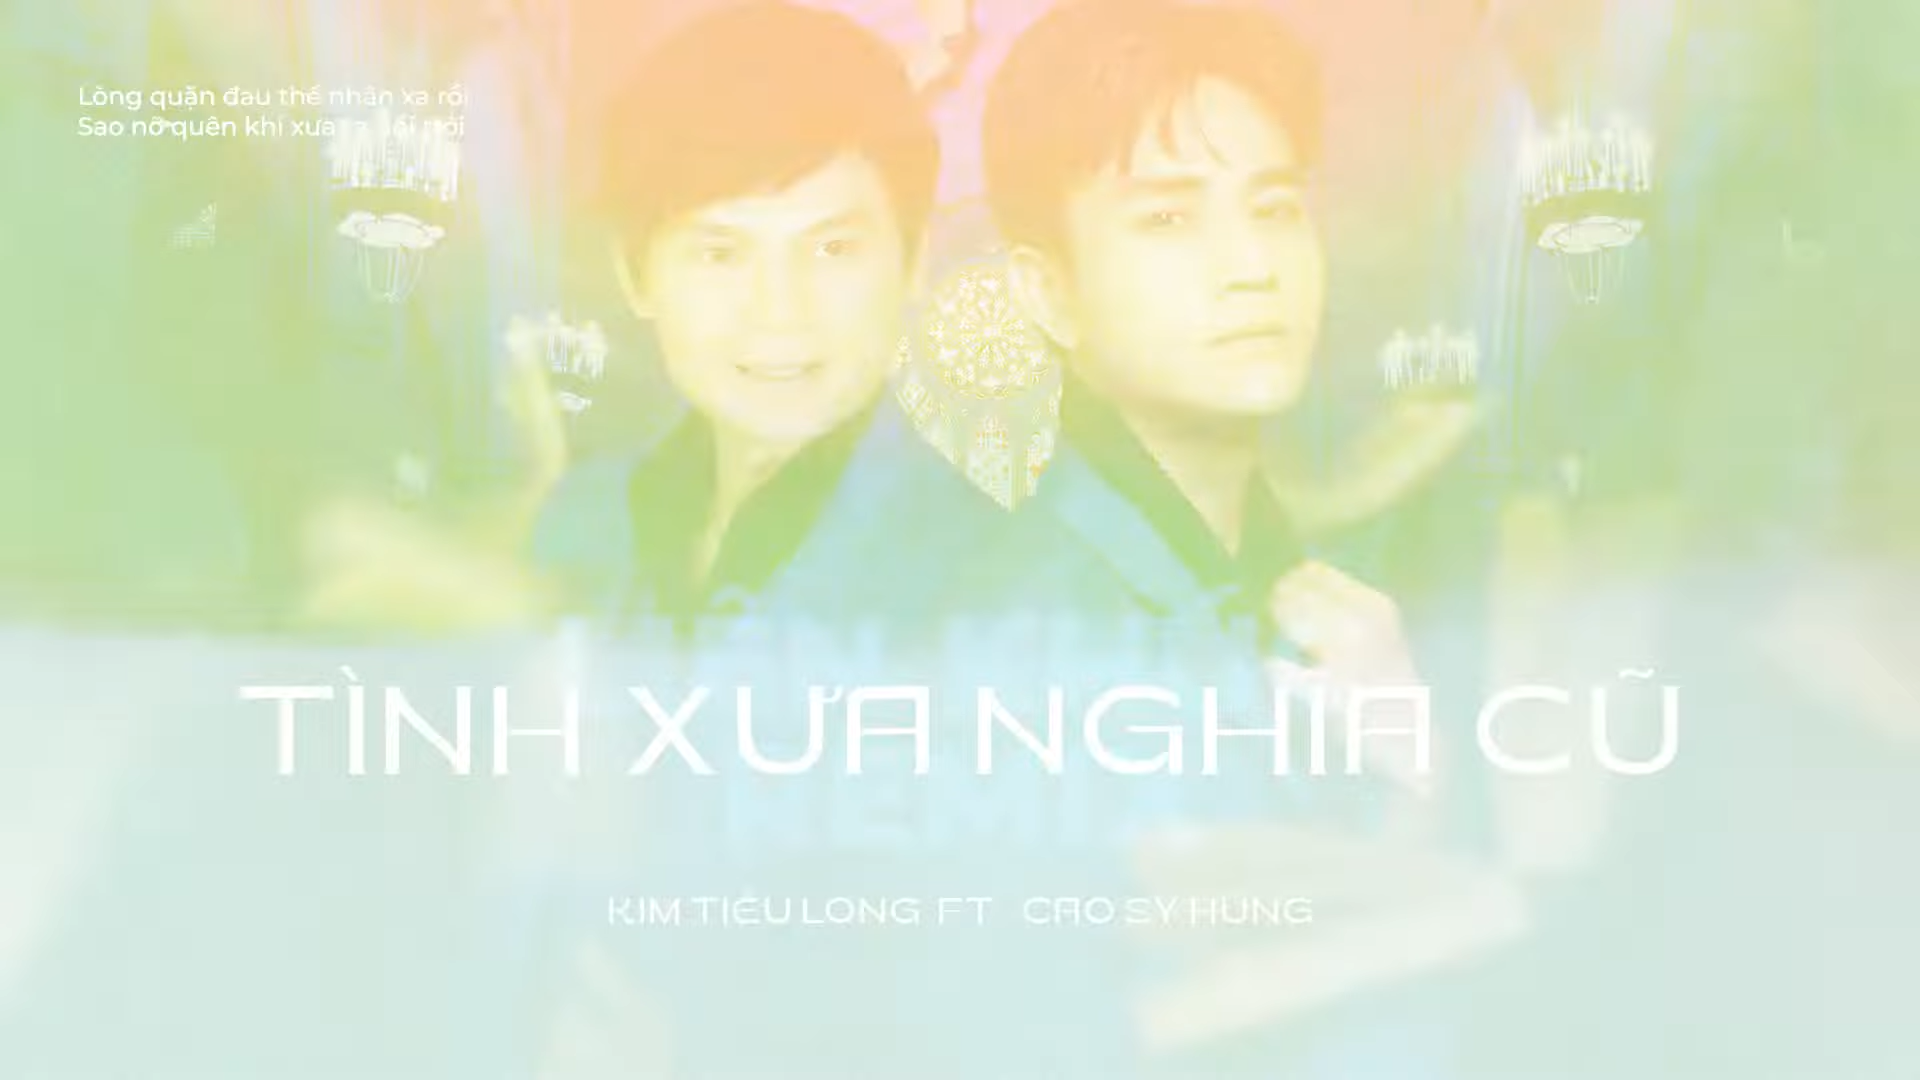 Lòng quặn đau thế nhân xa rồi
Sao nỡ quên khi xưa
TÌNH XƯA NGHĨA CŨ
KIM TIỂU LONG FT CAO SY HÙNG